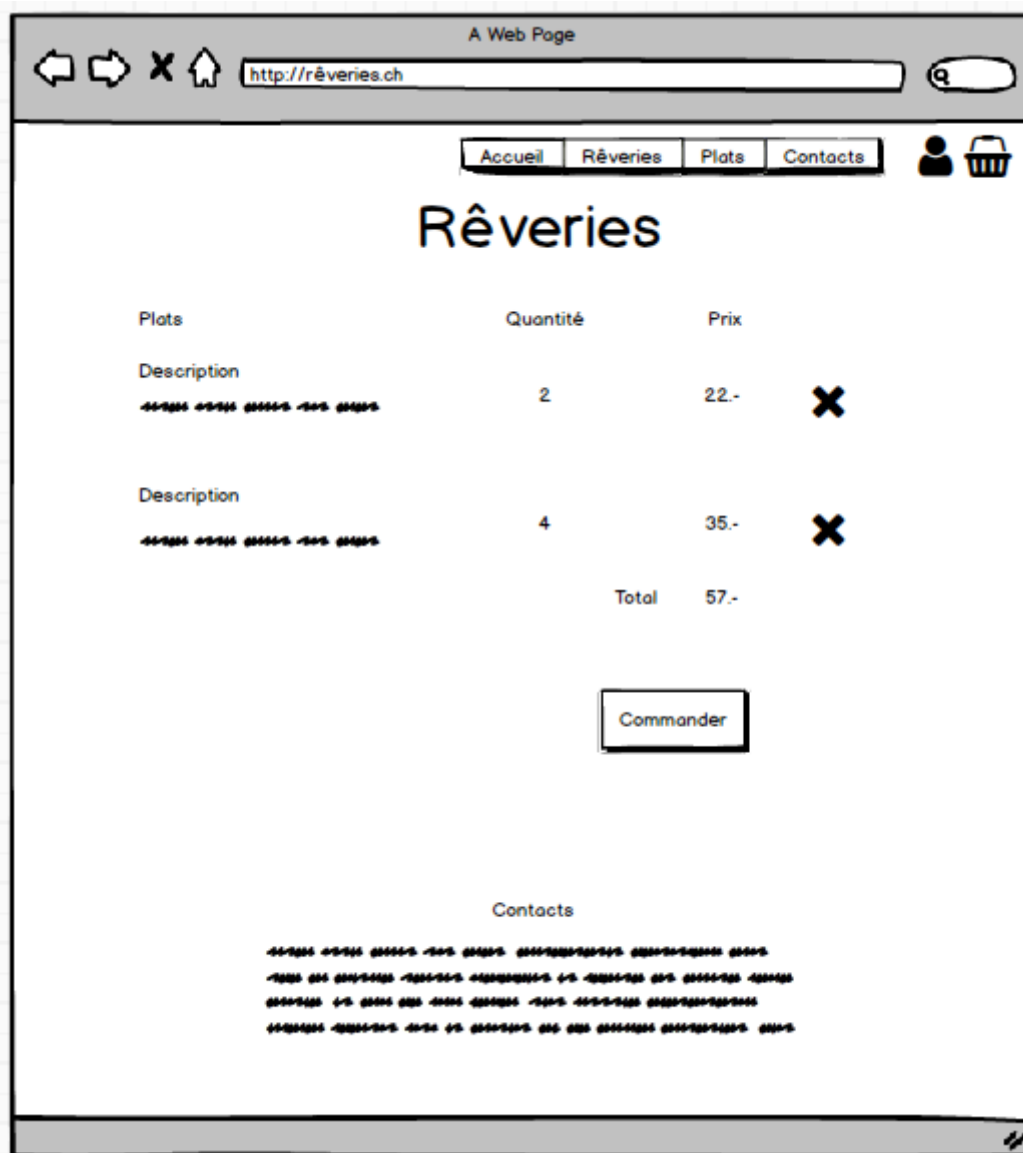 A Web Page
http://rêveries.ch
Accueil Rêveries Plats Contacts
Rêveries
Plats Quantité Prix
Description
2 22.-
Description
4 35.-
Total 57.-
Commander
Contacts